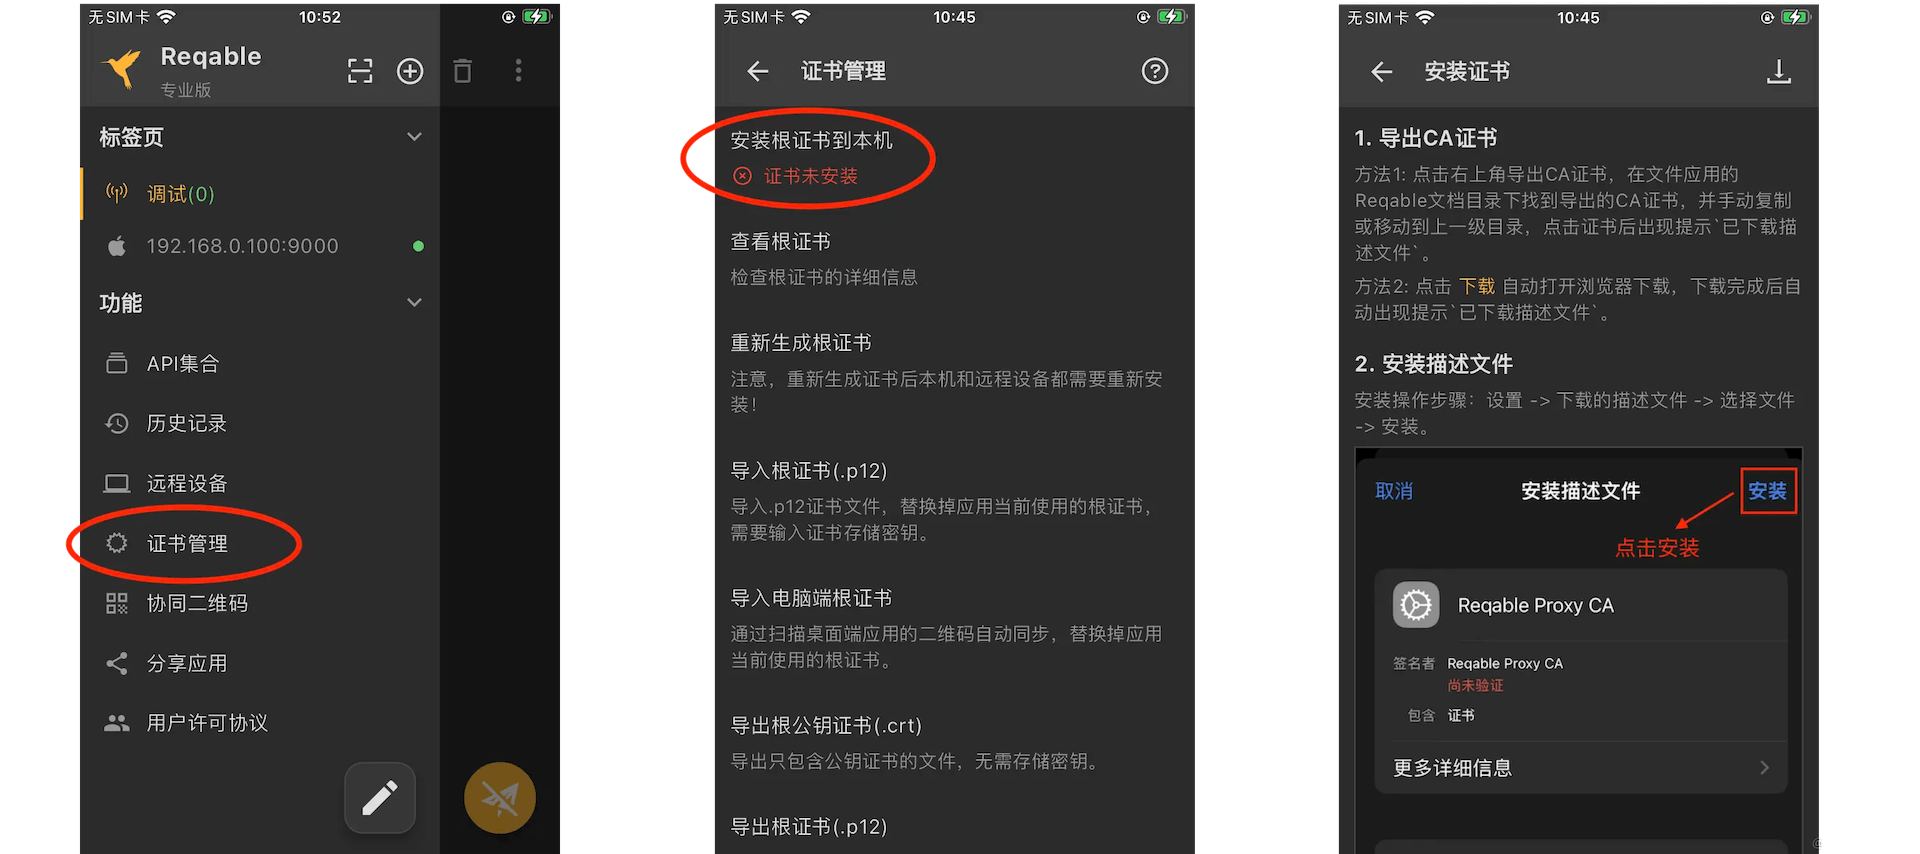 无SIM卡
10:52
Reqable
专业版
标签页
调试(0)
192.168.0.100:9000
功能
API集合
历史记录
远程设备
证书管理
协同二维码
分享应用
用户许可协议
无SIM卡
10:45
证书管理
安装根证书到本机
证书未安装
查看根证书
检查根证书的详细信息
重新生成根证书
注意，重新生成证书后本机和远程设备都需要重新安
装！
导入根证书(.p12)
导入.p12证书文件，替换掉应用当前使用的根证书，
需要输入证书存储密钥。
导入电脑端根证书
通过扫描桌面端应用的二维码自动同步，替换掉应用
当前使用的根证书。
导出根公钥证书(.crt)
导出只包含公钥证书的文件，无需存储密钥。
导出根证书(.p12)
无SIM卡
10:45
安装证书
1. 导出CA证书
方法1: 点击右上角导出CA证书，在文件应用的
Reqable文档目录下找到导出的CA证书，并手动复制
或移动到上一级目录，点击证书后出现提示`已下载描
述文件`。
方法2: 点击 下载 自动打开浏览器下载，下载完成后自
动出现提示`已下载描述文件`。
2. 安装描述文件
安装操作步骤：设置 -> 下载的描述文件 -> 选择文件
-> 安装。
取消
安装描述文件
安装
点击安装
Reqable Proxy CA
签名者 Reqable Proxy CA
尚未验证
包含 证书
更多详细信息